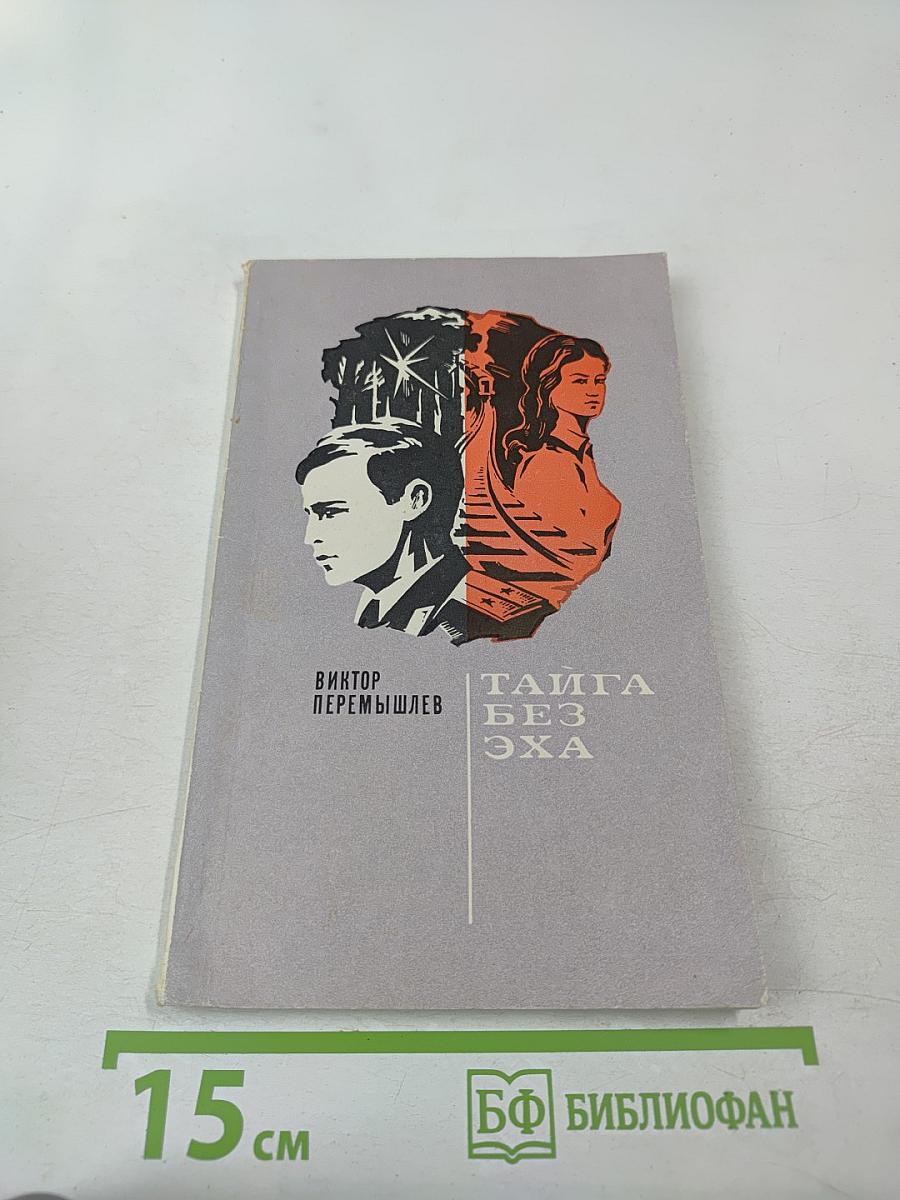 ВИКТОР
ПЕРЕМЫШЛЕВ
ТАЙГА
БЕЗ
ЭХА
15 см
БФ БИБЛИОФАН